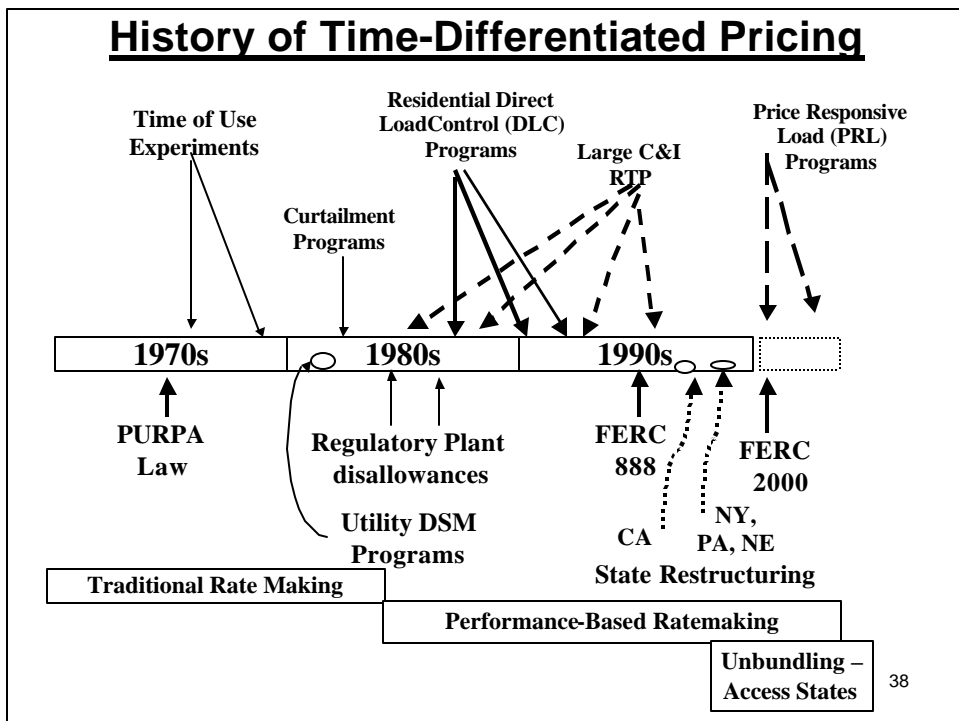 History of Time-Differentiated Pricing
Time of Use
Experiments
Curtailment
Programs
Residential Direct
LoadControl (DLC)
Programs
Large C&I
RTP
Price Responsive
Load (PRL)
Programs
1970s
1980s
1990s
PURPA
Law
Regulatory Plant
disallowances
Utility DSM
Programs
FERC
888
FERC
2000
CA
NY,
PA, NE
State Restructuring
Traditional Rate Making
Performance-Based Ratemaking
Unbundling –
Access States
38